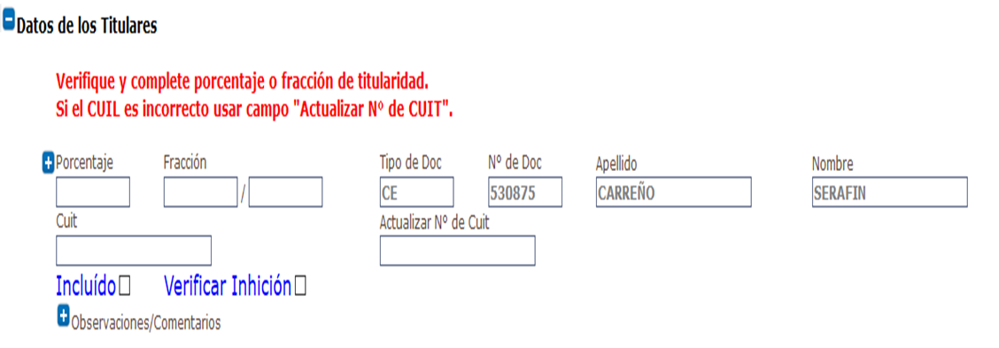 Datos de los Titulares
Verifique y complete porcentaje o fracción de titularidad.
Si el CUIL es incorrecto usar campo "Actualizar Nº de CUIT".
Porcentaje Fracción Tipo de Doc Nº de Doc Apellido Nombre
/ CE 530875 CARREÑO SERAFIN
Cuit Actualizar Nº de Cuit
Incluído Verificar Inhición
Observaciones/Comentarios